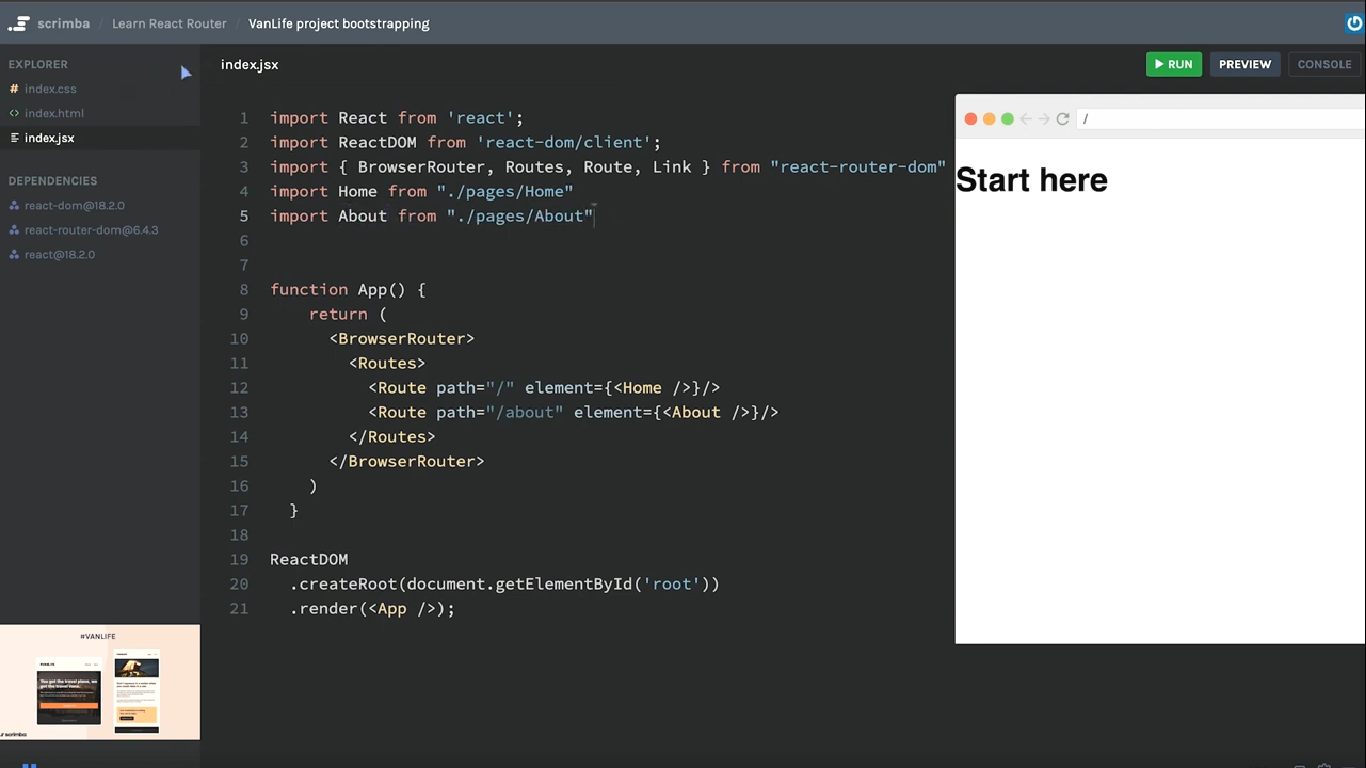 scrimba / Learn React Router / VanLife project bootstrapping
EXPLORER
# index.css
<> index.html
index.jsx
DEPENDENCIES
react-dom@18.2.0
react-router-dom@6.4.3
react@18.2.0
index.jsx
RUN PREVIEW CONSOLE
1 import React from 'react';
2 import ReactDOM from 'react-dom/client';
3 import { BrowserRouter, Routes, Route, Link } from "react-router-dom"
4 import Home from "./pages/Home"
5 import About from "./pages/About"
6
7
8 function App() {
9 return (
10 <BrowserRouter>
11 <Routes>
12 <Route path="/" element={<Home />}/>
13 <Route path="/about" element={<About />}/>
14 </Routes>
15 </BrowserRouter>
16 )
17 }
18
19 ReactDOM
20 .createRoot(document.getElementById('root'))
21 .render(<App />);
/
Start here
#VANLIFE
You got the travel plans, we
got the travel vans.
scrimba